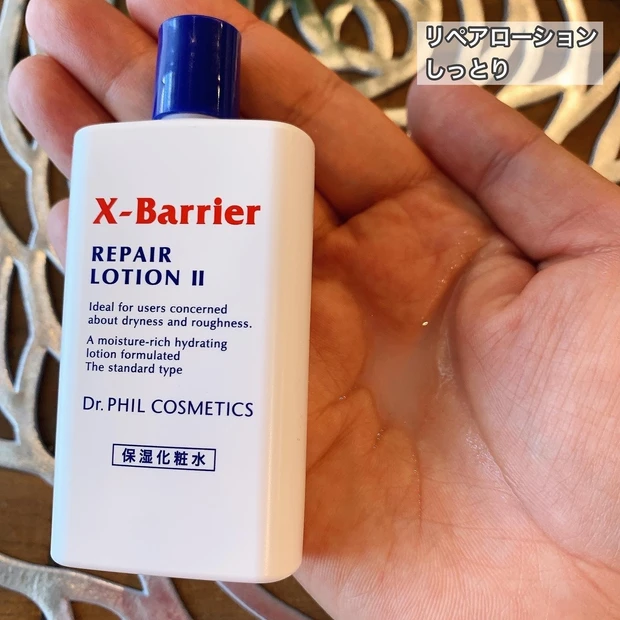 リペアローション
しっとり
X-Barrier
REPAIR
LOTION II
Ideal for users concerned
about dryness and roughness.
A moisture-rich hydrating
lotion formulated
The standard type
Dr. PHIL COSMETICS
保湿化粧水